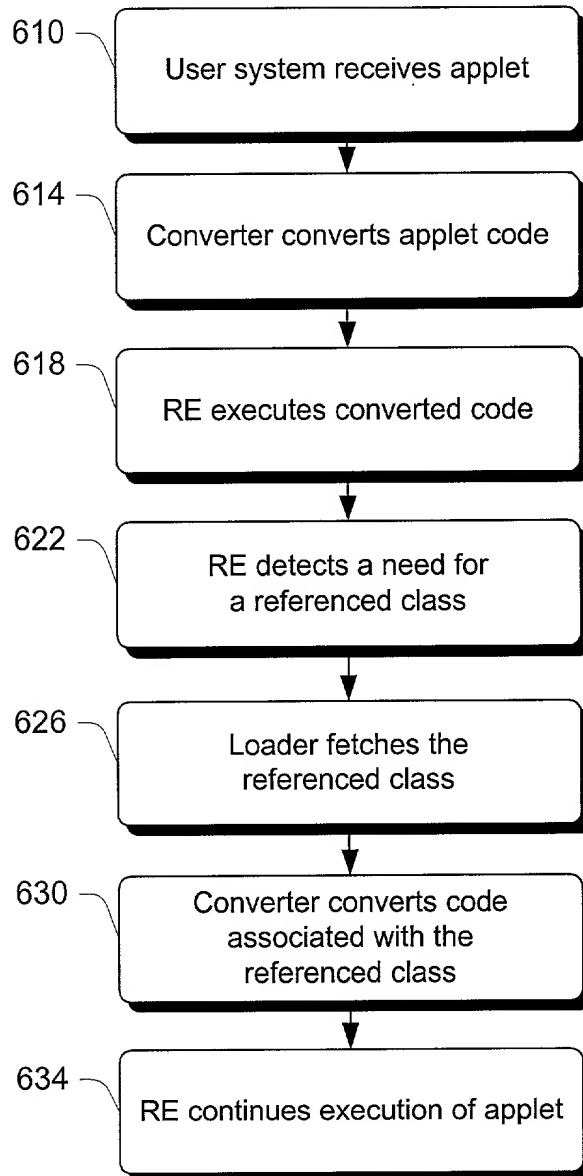 610
User system receives applet
614
Converter converts applet code
618
RE executes converted code
622
RE detects a need for
a referenced class
626
Loader fetches the
referenced class
630
Converter converts code
associated with the
referenced class
634
RE continues execution of applet